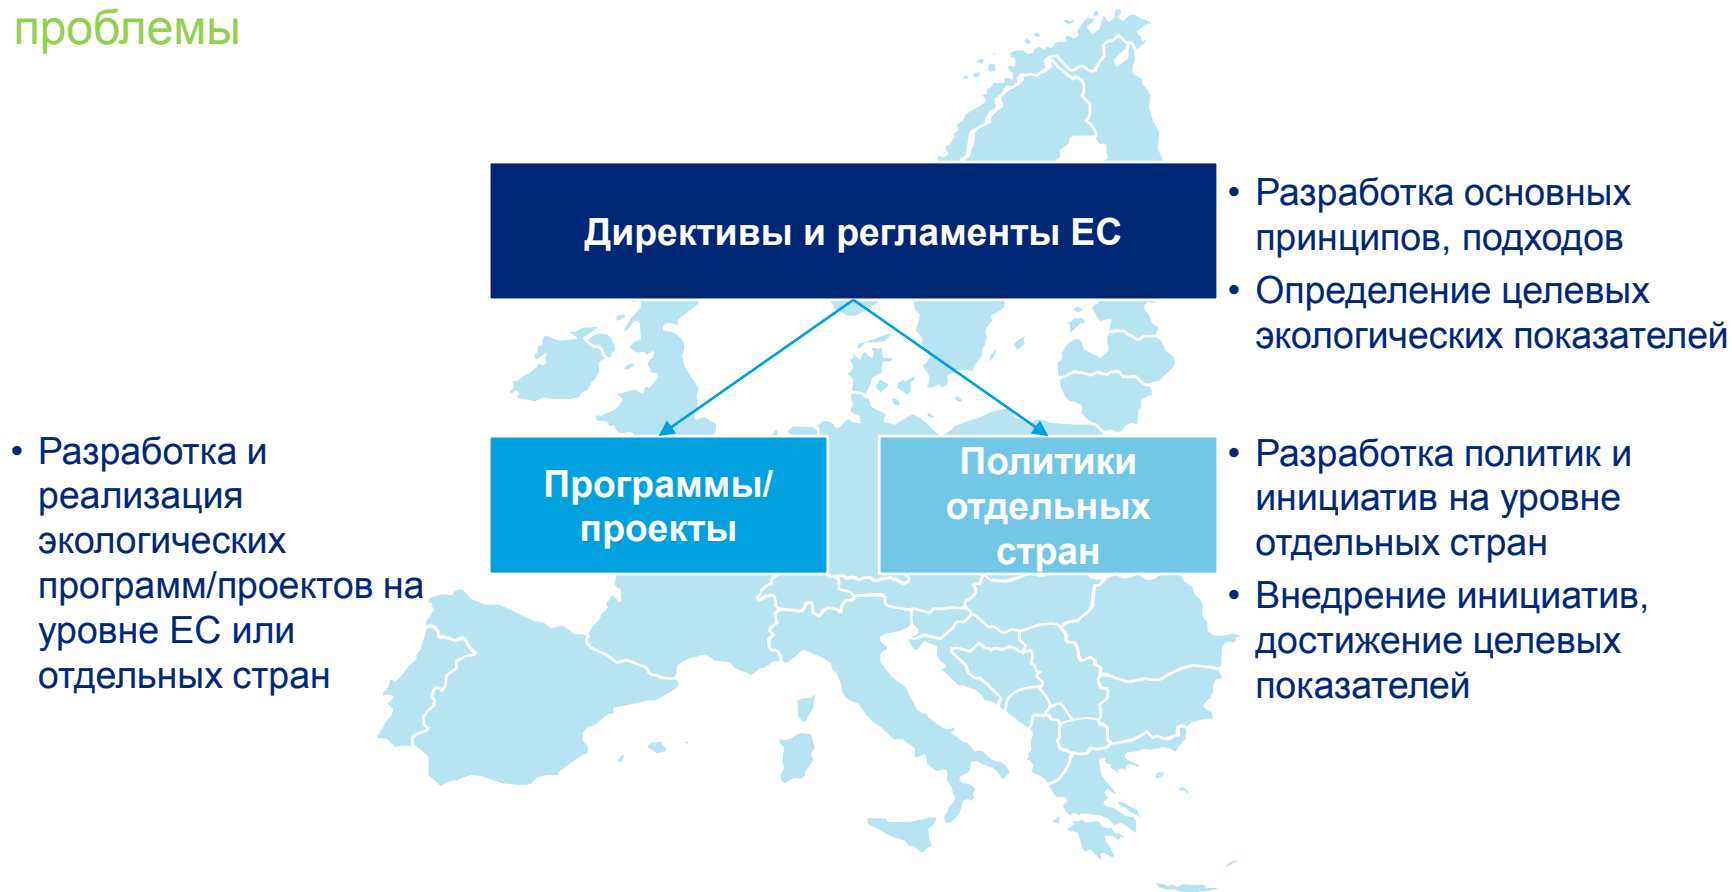 проблемы
Директивы и регламенты ЕС
• Разработка основных
принципов, подходов
• Определение целевых
экологических показателей
• Разработка и
реализация
экологических
программ/проектов на
уровне ЕС или
отдельных стран
Программы/
проекты
Политики
отдельных
стран
• Разработка политик и
инициатив на уровне
отдельных стран
• Внедрение инициатив,
достижение целевых
показателей